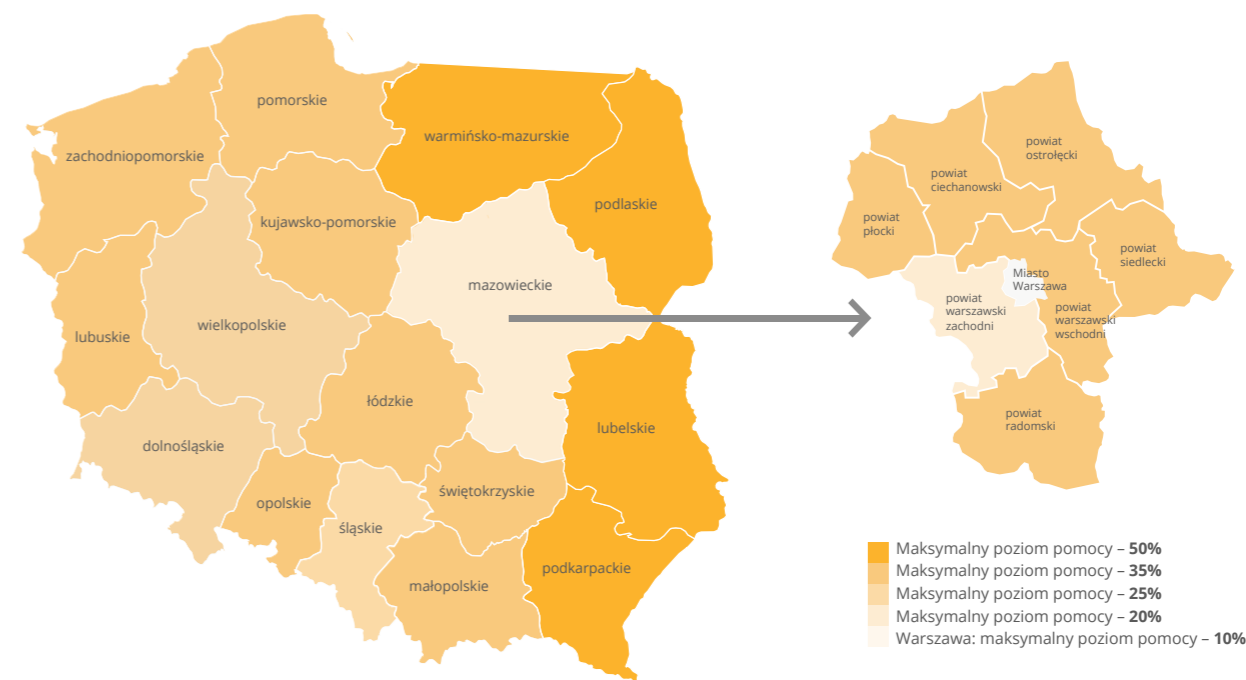 pomorskie
warmińsko-mazurskie
zachodniopomorskie
podlaskie
kujawsko-pomorskie
mazowieckie
wielkopolskie
lubuskie
łódzkie
lubelskie
dolnośląskie
świętokrzyskie
opolskie
śląskie
podkarpackie
małopolskie
powiat
ostrołęcki
powiat
ciechanowski
powiat
płocki
powiat
siedlecki
Miasto
Warszawa
powiat
warszawski
zachodni
powiat
warszawski
wschodni
powiat
radomski
Maksymalny poziom pomocy – 50%
Maksymalny poziom pomocy – 35%
Maksymalny poziom pomocy – 25%
Maksymalny poziom pomocy – 20%
Warszawa: maksymalny poziom pomocy – 10%